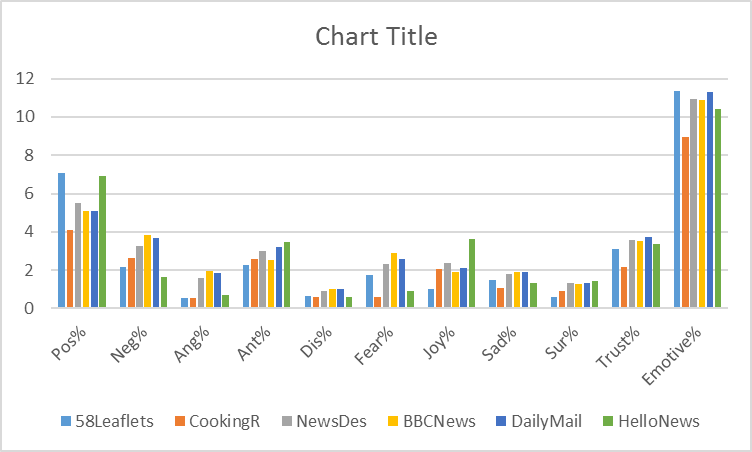 Chart Title
12
10
8
6
4
2
0
Pos%
Neg%
Ang%
Ant%
Dis%
Fear%
Joy%
Sad%
Sur%
Trust%
Emotive%
58Leaflets CookingR NewsDes BBCNews DailyMail HelloNews